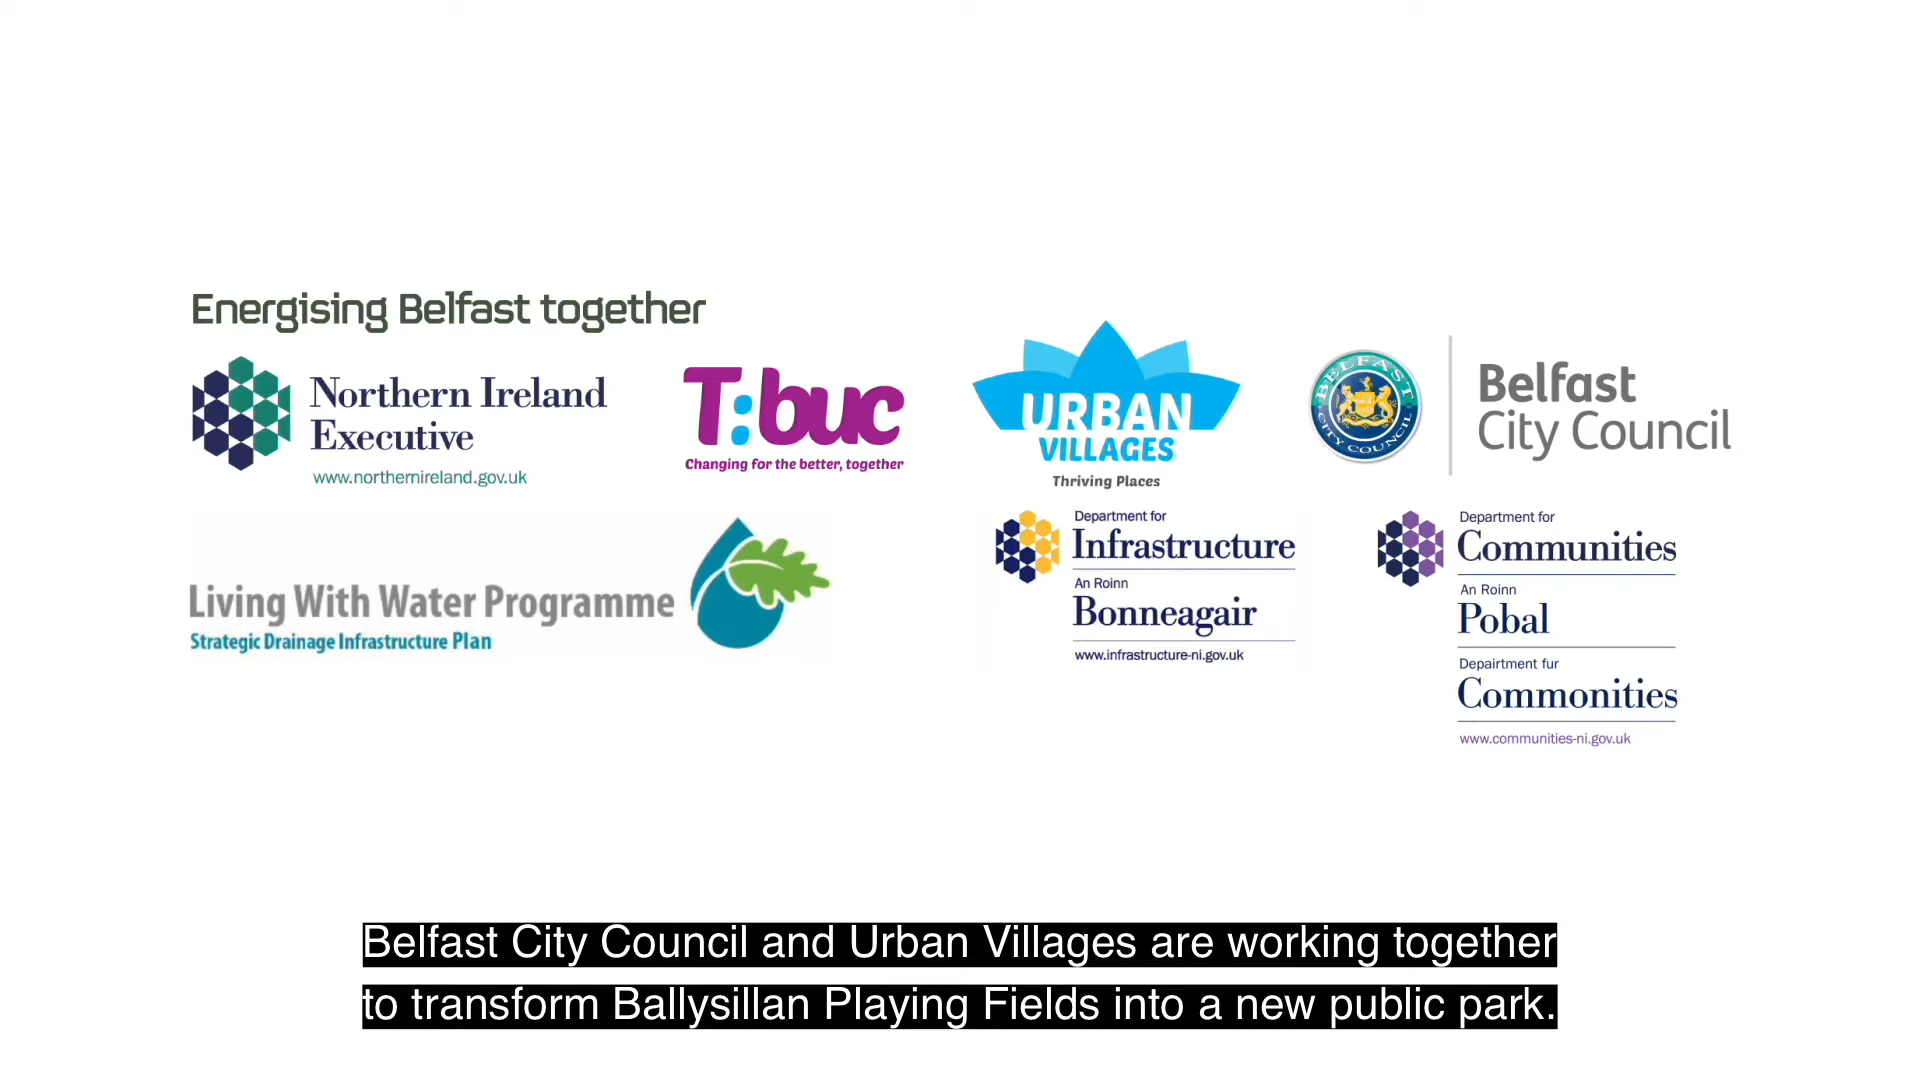 Energising Belfast together
Northern Ireland
Executive
www.northernireland.gov.uk
T:buc
Changing for the better, together
URBAN
VILLAGES
Thriving Places
BELFAST
CITY COUNCIL
Belfast
City Council
Living With Water Programme
Strategic Drainage Infrastructure Plan
Department for
Infrastructure
An Roinn
Bonneagair
www.infrastructure-ni.gov.uk
Department for
Communities
An Roinn
Pobal
Depairtment fur
Commonities
www.communities-ni.gov.uk
Belfast City Council and Urban Villages are working together
to transform Ballysillan Playing Fields into a new public park.